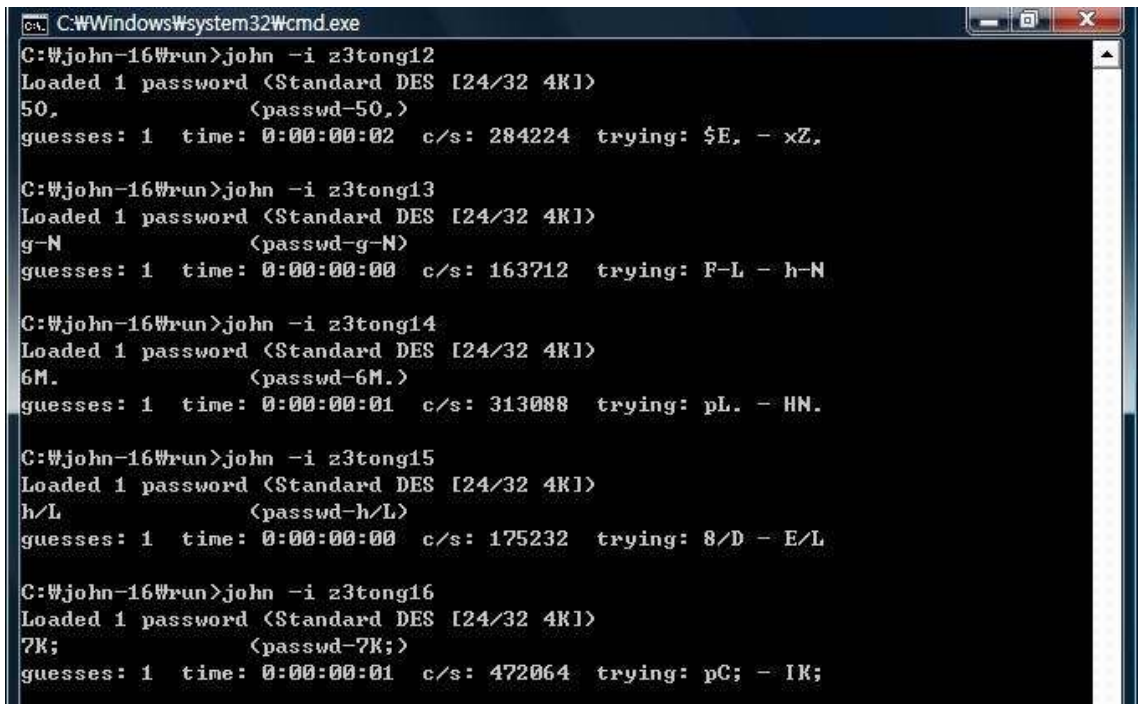 C:₩Windows₩system32₩cmd.exe
C:₩john-16₩run>john -i z3tong12
Loaded 1 password (Standard DES [24/32 4K])
50,              (passwd-50,)
guesses: 1  time: 0:00:00:02  c/s: 284224  trying: $E, - xZ,
C:₩john-16₩run>john -i z3tong13
Loaded 1 password (Standard DES [24/32 4K])
g-N              (passwd-g-N)
guesses: 1  time: 0:00:00:00  c/s: 163712  trying: F-L - h-N
C:₩john-16₩run>john -i z3tong14
Loaded 1 password (Standard DES [24/32 4K])
6M.              (passwd-6M.)
guesses: 1  time: 0:00:00:01  c/s: 313088  trying: pL. - HN.
C:₩john-16₩run>john -i z3tong15
Loaded 1 password (Standard DES [24/32 4K])
h/L              (passwd-h/L)
guesses: 1  time: 0:00:00:00  c/s: 175232  trying: 8/D - E/L
C:₩john-16₩run>john -i z3tong16
Loaded 1 password (Standard DES [24/32 4K])
7K;              (passwd-7K;)
guesses: 1  time: 0:00:00:01  c/s: 472064  trying: pC; - IK;